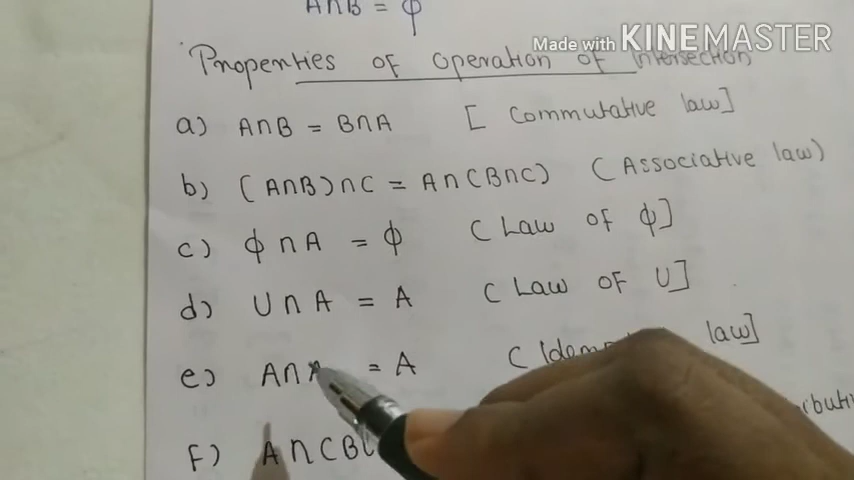 A∩B = ϕ
Made with KINEMASTER
Properties of operation of Intersection
a) A∩B = B∩A [ Commutative law]
b) (A∩B)∩C = A∩(B∩C) (Associative law)
c) ϕ∩A = ϕ ( Law of ϕ]
d) U∩A = A ( Law of U]
e) A∩A = A ( law]
F) A∩(B